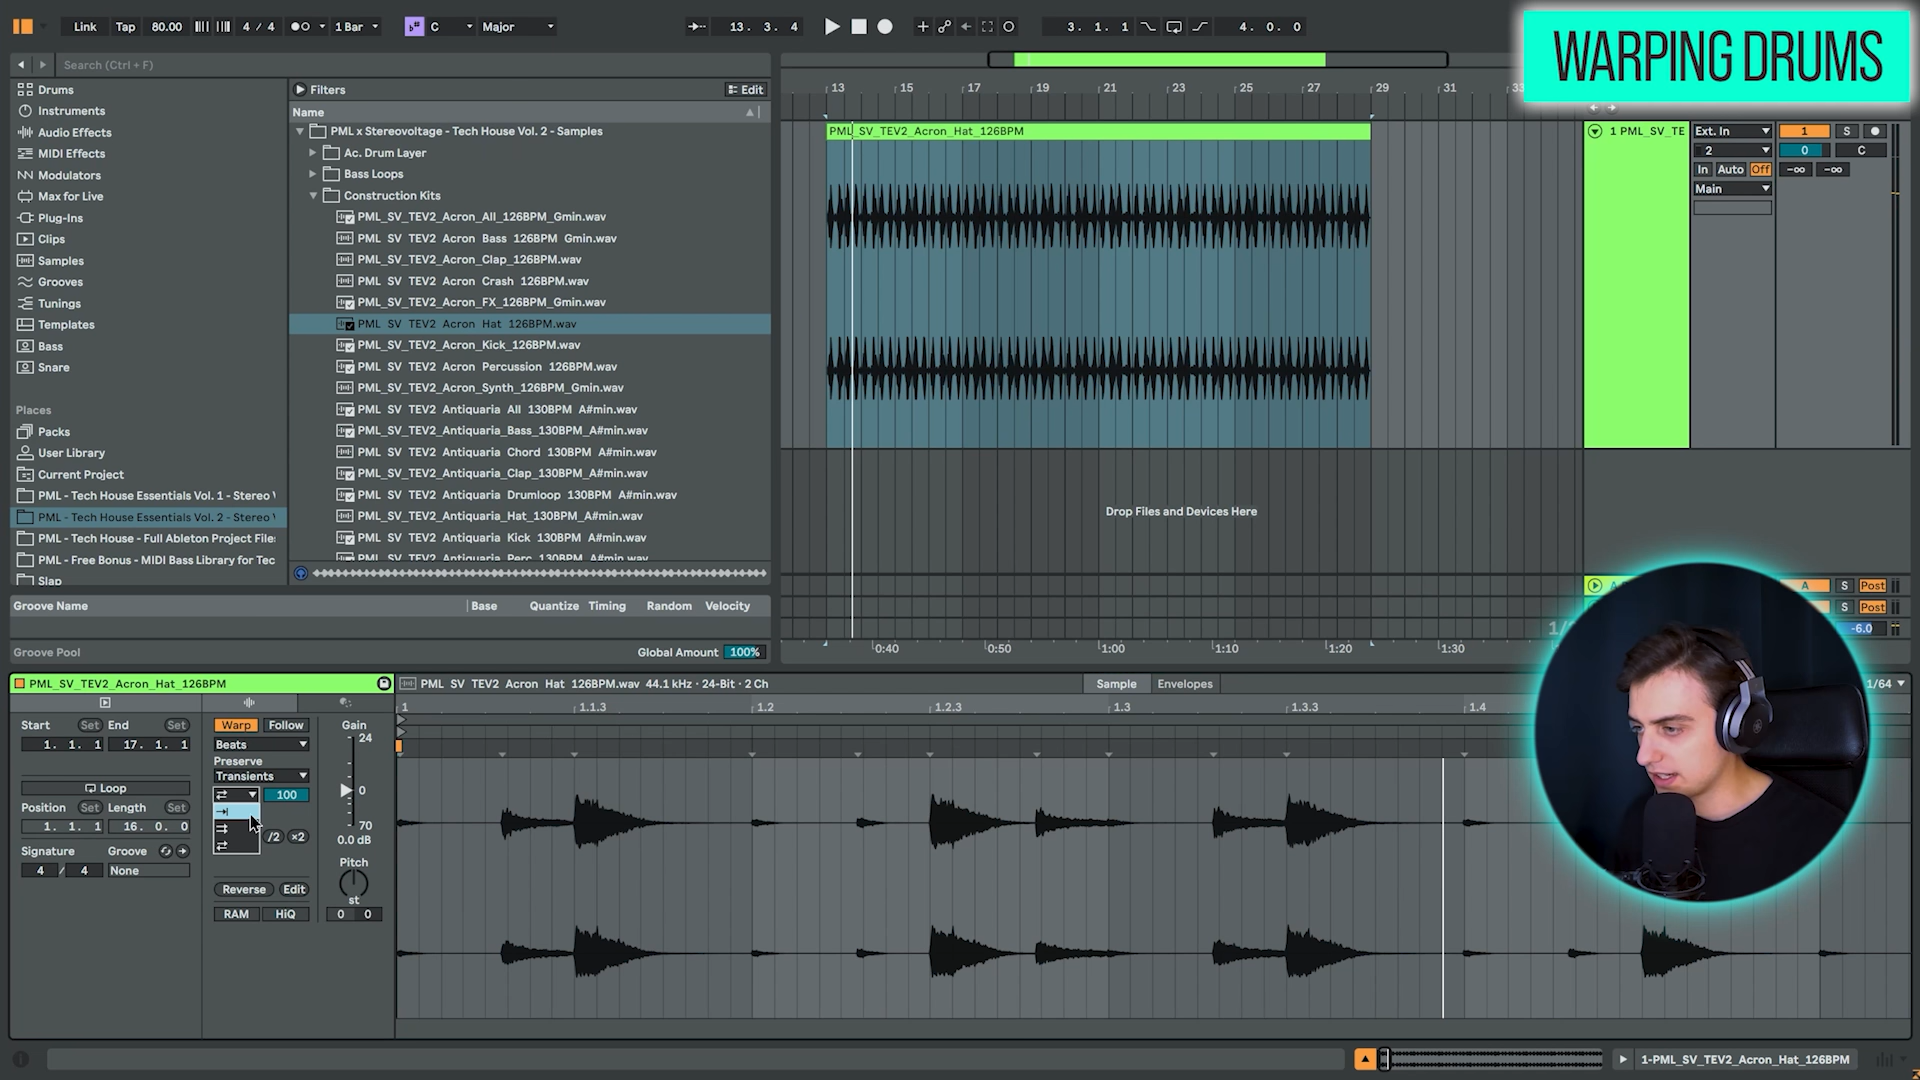 Link Tap 80.00 4 / 4 1 Bar C Major 13. 3. 4 3. 1. 1 4. 0. 0
WARPING DRUMS
Search (Ctrl + F)
Drums
Instruments
Audio Effects
MIDI Effects
Modulators
Max for Live
Plug-Ins
Clips
Samples
Grooves
Tunings
Templates
Bass
Snare
Places
Packs
User Library
Current Project
PML - Tech House Essentials Vol. 1 - Stereo
PML - Tech House Essentials Vol. 2 - Stereo
PML - Tech House - Full Ableton Project File
PML - Free Bonus - MIDI Bass Library for Tec
Slap
Filters Edit
Name
PML x Stereovoltage - Tech House Vol. 2 - Samples
Ac. Drum Layer
Bass Loops
Construction Kits
PML_SV_TEV2_Acron_All_126BPM_Gmin.wav
PML_SV_TEV2_Acron_Bass_126BPM_Gmin.wav
PML_SV_TEV2_Acron_Clap_126BPM.wav
PML_SV_TEV2_Acron_Crash_126BPM.wav
PML_SV_TEV2_Acron_FX_126BPM_Gmin.wav
PML_SV_TEV2_Acron_Hat_126BPM.wav
PML_SV_TEV2_Acron_Kick_126BPM.wav
PML_SV_TEV2_Acron_Percussion_126BPM.wav
PML_SV_TEV2_Acron_Synth_126BPM_Gmin.wav
PML_SV_TEV2_Antiquaria_All_130BPM_A#min.wav
PML_SV_TEV2_Antiquaria_Bass_130BPM_A#min.wav
PML_SV_TEV2_Antiquaria_Chord_130BPM_A#min.wav
PML_SV_TEV2_Antiquaria_Clap_130BPM_A#min.wav
PML_SV_TEV2_Antiquaria_Drumloop_130BPM_A#min.wav
PML_SV_TEV2_Antiquaria_Hat_130BPM_A#min.wav
PML_SV_TEV2_Antiquaria_Kick_130BPM_A#min.wav
PML_SV_TEV2_Antiquaria_Perc_130BPM_A#min.wav
13 15 17 19 21 23 25 27 29 31 33
PML_SV_TEV2_Acron_Hat_126BPM
Drop Files and Devices Here
0:40 0:50 1:00 1:10 1:20 1:30
1 PML_SV_TE Ext. In 1 S
2 0 C
In Auto Off -∞ -∞
Main
A S Post
S Post
-6.0
Groove Name Base Quantize Timing Random Velocity
Groove Pool Global Amount 100%
PML_SV_TEV2_Acron_Hat_126BPM
PML_SV_TEV2_Acron_Hat_126BPM.wav 44.1 kHz · 24-Bit · 2 Ch Sample Envelopes 1/64
1 1.1.3 1.2 1.2.3 1.3 1.3.3 1.4
Start Set End Set
1. 1. 1 17. 1. 1
Loop
Position Set Length Set
1. 1. 1 16. 0. 0
Signature Groove
4 / 4 None
Warp Follow
Beats
Preserve
Transients
100
/2 ×2
Reverse Edit
RAM HiQ
Gain
24
0
70
0.0 dB
Pitch
st
0 0
1-PML_SV_TEV2_Acron_Hat_126BPM